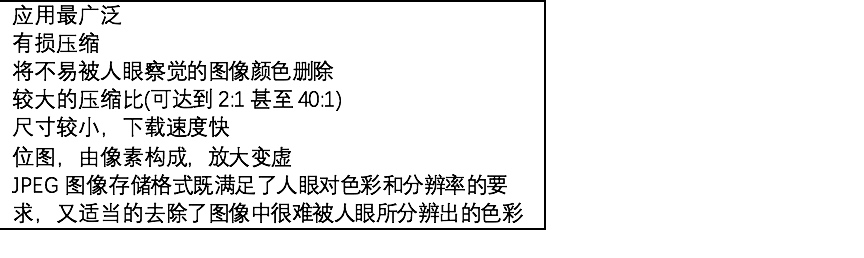 应用最广泛
有损压缩
将不易被人眼察觉的图像颜色删除
较大的压缩比(可达到 2:1 甚至 40:1)
尺寸较小，下载速度快
位图，由像素构成，放大变虚
JPEG 图像存储格式既满足了人眼对色彩和分辨率的要
求，又适当的去除了图像中很难被人眼所分辨出的色彩